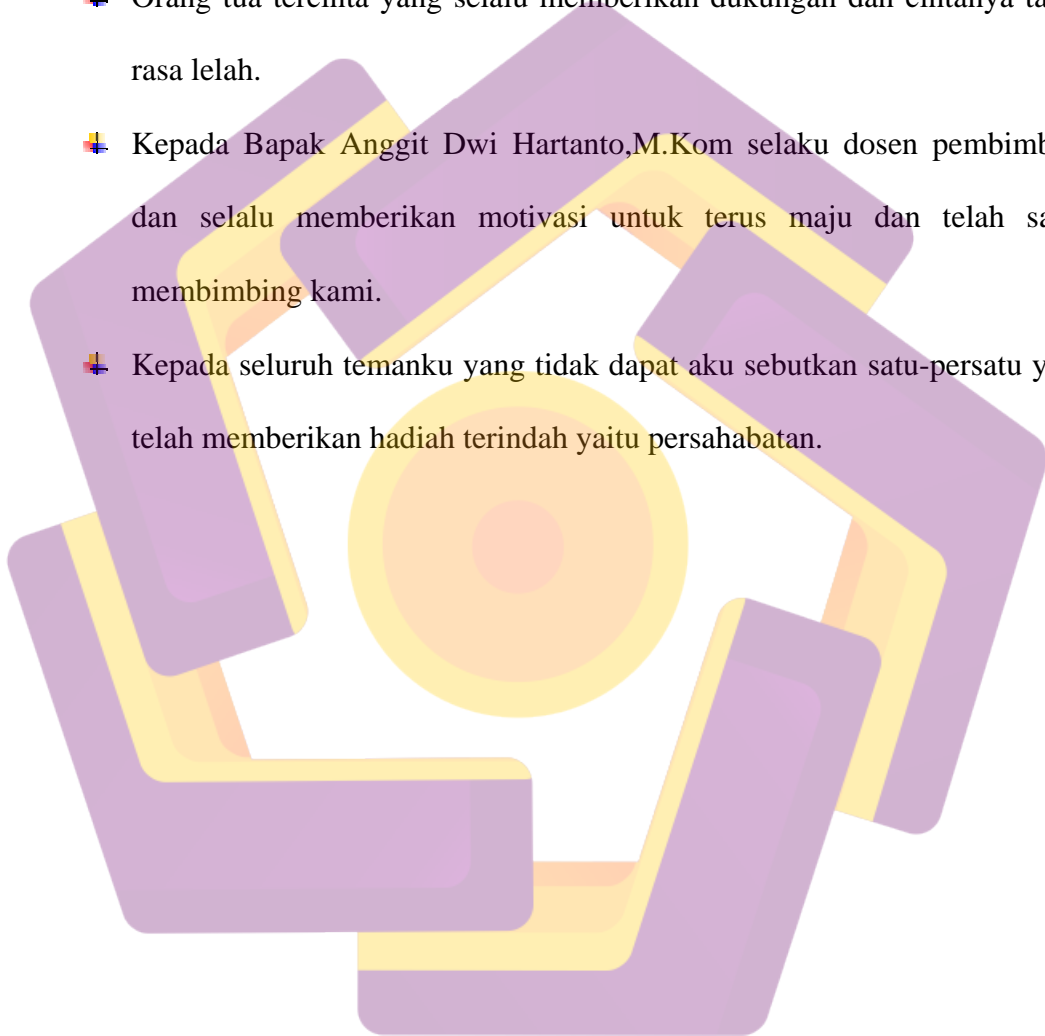 Orang tua tercinta yang selalu memberikan dukungan dan cintanya ta
rasa lelah.
Kepada Bapak Anggit Dwi Hartanto,M.Kom selaku dosen pembimb
dan selalu memberikan motivasi untuk terus maju dan telah sa
membimbing kami.
Kepada seluruh temanku yang tidak dapat aku sebutkan satu-persatu y
telah memberikan hadiah terindah yaitu persahabatan.